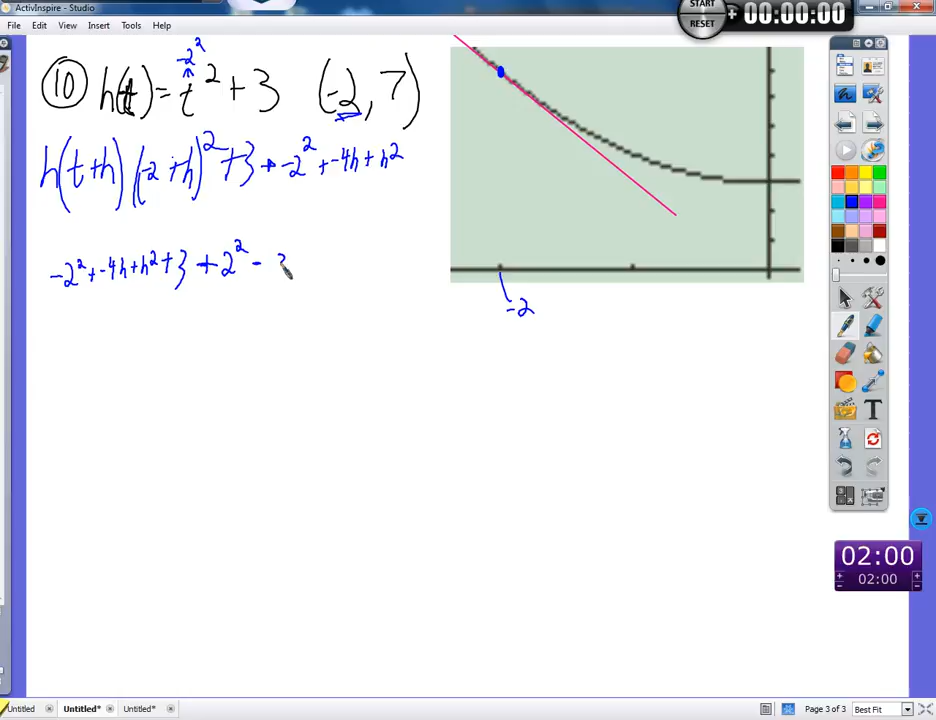 ActivInspire - Studio
START
RESET
00:00:00
File Edit View Insert Tools Help
-2²
⑩ h(t) = t² + 3 (-2, 7)
h(t+h) (-2+h)² + 3 → -2² + -4h + h²
-2² + -4h + h² + 3 + 2² - 3
-2
T
02:00
02:00
Untitled Untitled* Untitled* Page 3 of 3 Best Fit